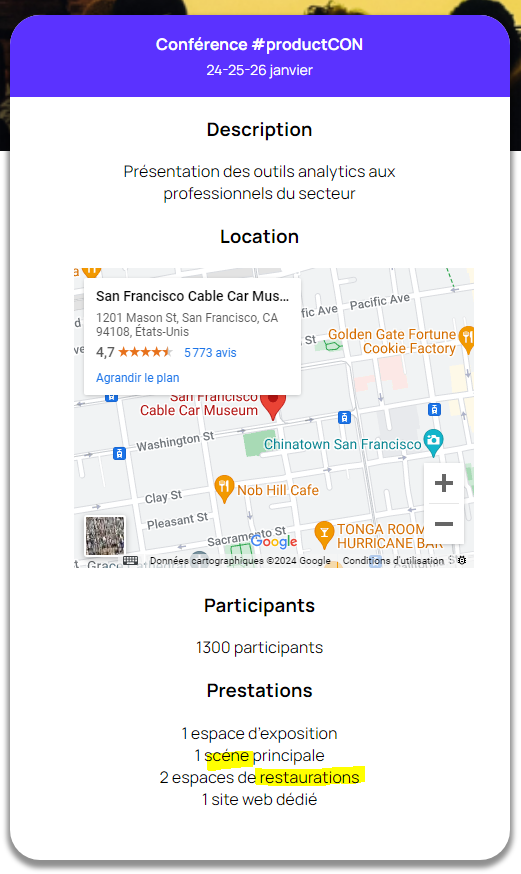 Conférence #productCON
24-25-26 janvier
Description
Présentation des outils analytics aux
professionnels du secteur
Location
San Francisco Cable Car Mus...
1201 Mason St, San Francisco, CA
94108, États-Unis
4,7
5 773 avis
Agrandir le plan
Pacific Ave
Pacific Ave
Golden Gate Fortune
Cookie Factory
San Francisco
Cable Car Museum
Washington St
Chinatown San Francisco
Clay St
Nob Hill Cafe
Pleasant St
Sacramento St
TONGA ROOM
HURRICANE BAR
Google
Données cartographiques ©2024 Google
Conditions d'utilisation
Participants
1300 participants
Prestations
1 espace d'exposition
1 scéne principale
2 espaces de restaurations
1 site web dédié